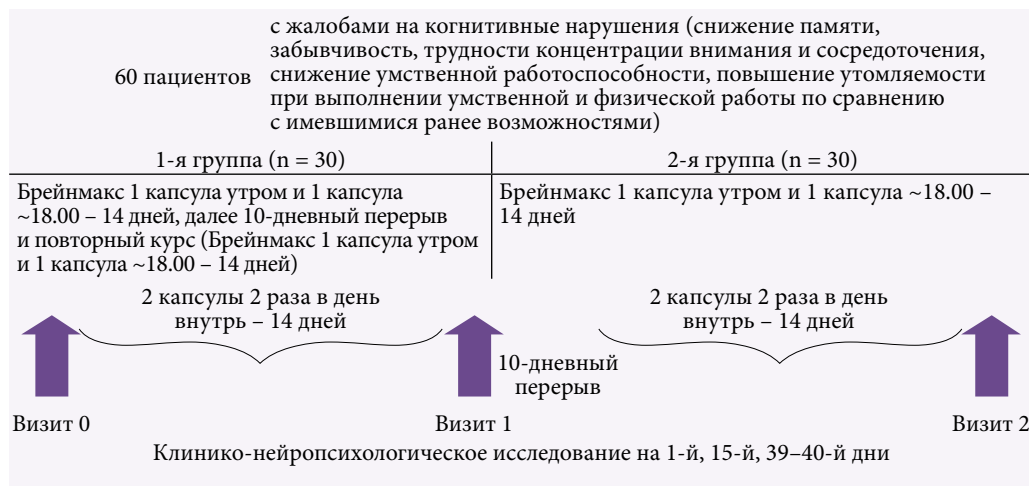 с жалобами на когнитивные нарушения (снижение памяти,
забывчивость, трудности концентрации внимания и сосредоточения,
60 пациентов снижение умственной работоспособности, повышение утомляемости
при выполнении умственной и физической работы по сравнению
с имевшимися ранее возможностями)
1-я группа (n = 30)
2-я группа (n = 30)
Брейнмакс 1 капсула утром и 1 капсула
~18.00 – 14 дней, далее 10-дневный перерыв
и повторный курс (Брейнмакс 1 капсула утром
и 1 капсула ~18.00 – 14 дней)
Брейнмакс 1 капсула утром и 1 капсула ~18.00 –
14 дней
2 капсулы 2 раза в день
внутрь – 14 дней
2 капсулы 2 раза в день
внутрь – 14 дней
10-дневный
перерыв
Визит 0
Визит 1
Визит 2
Клинико-нейропсихологическое исследование на 1-й, 15-й, 39–40-й дни